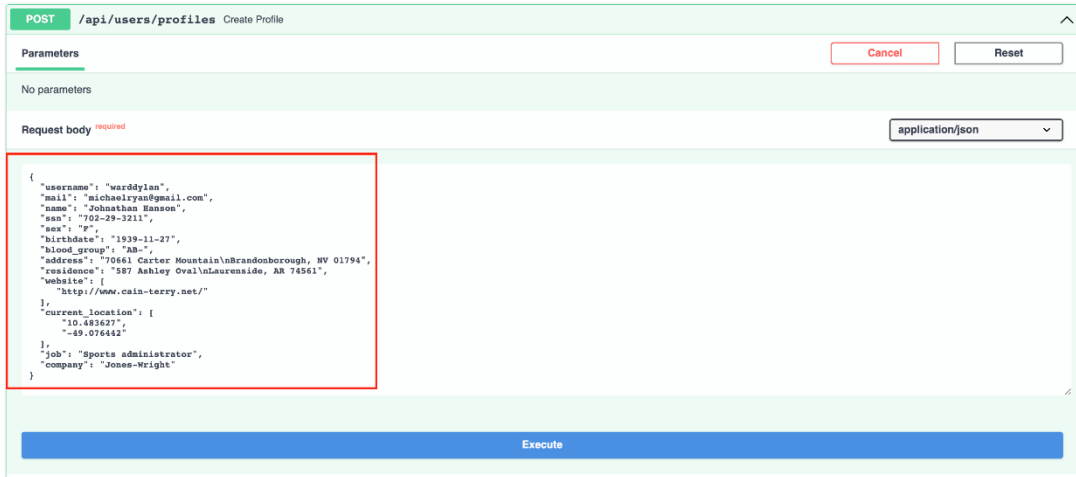 POST /api/users/profiles Create Profile
Parameters
Cancel
Reset
No parameters
Request body required
application/json
{
"username": "warddylan",
"mail": "michaelryan@gmail.com",
"name": "Johnathan Hanson",
"ssn": "702-29-3211",
"sex": "F",
"birthdate": "1939-11-27",
"blood_group": "AB-",
"address": "70661 Carter Mountain\nBrandonborough, NV 01794",
"residence": "587 Ashley Oval\nLaurenside, AR 74561",
"website": [
"http://www.cain-terry.net/"
],
"current_location": [
"10.483627",
"-49.076442"
],
"job": "Sports administrator",
"company": "Jones-Wright"
}
Execute